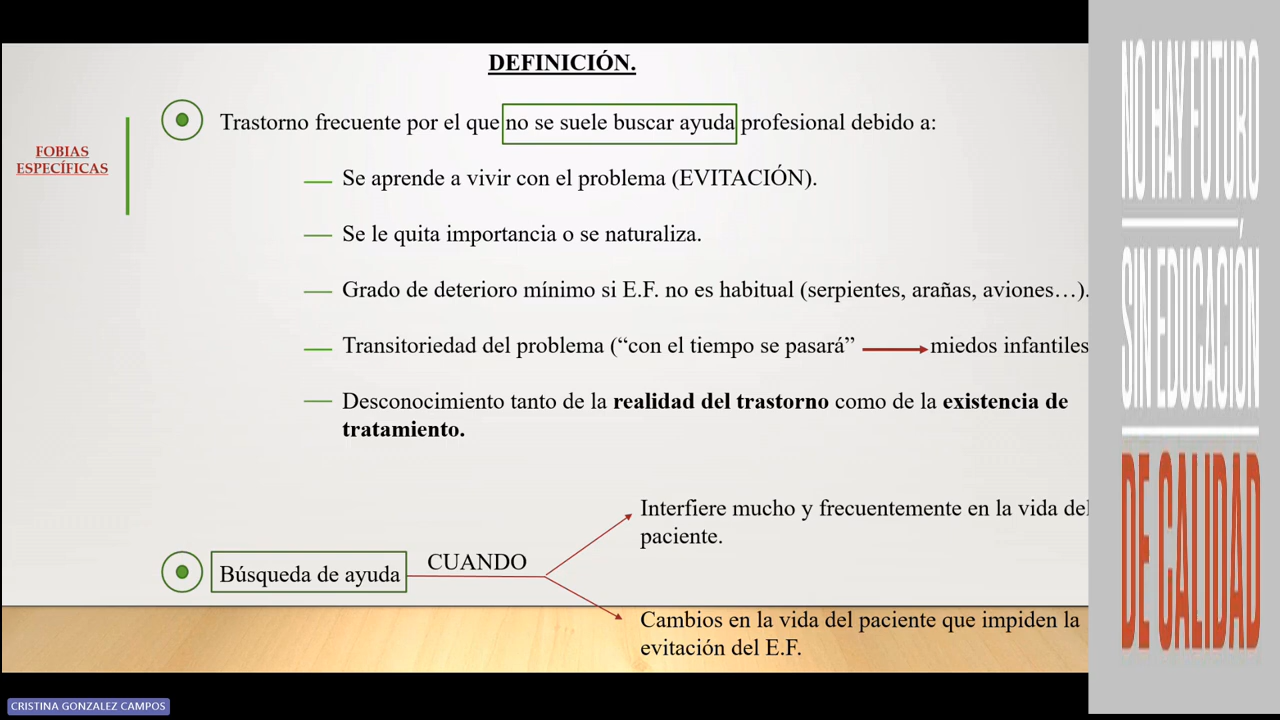 DEFINICIÓN.
FOBIAS
ESPECÍFICAS
Trastorno frecuente por el que no se suele buscar ayuda profesional debido a:
Se aprende a vivir con el problema (EVITACIÓN).
Se le quita importancia o se naturaliza.
Grado de deterioro mínimo si E.F. no es habitual (serpientes, arañas, aviones…).
Transitoriedad del problema (“con el tiempo se pasará” miedos infantiles
Desconocimiento tanto de la realidad del trastorno como de la existencia de
tratamiento.
Búsqueda de ayuda
CUANDO
Interfiere mucho y frecuentemente en la vida del
paciente.
Cambios en la vida del paciente que impiden la
evitación del E.F.
NO HAY FUTURO
SIN EDUCACIÓN
DE CALIDAD
CRISTINA GONZALEZ CAMPOS